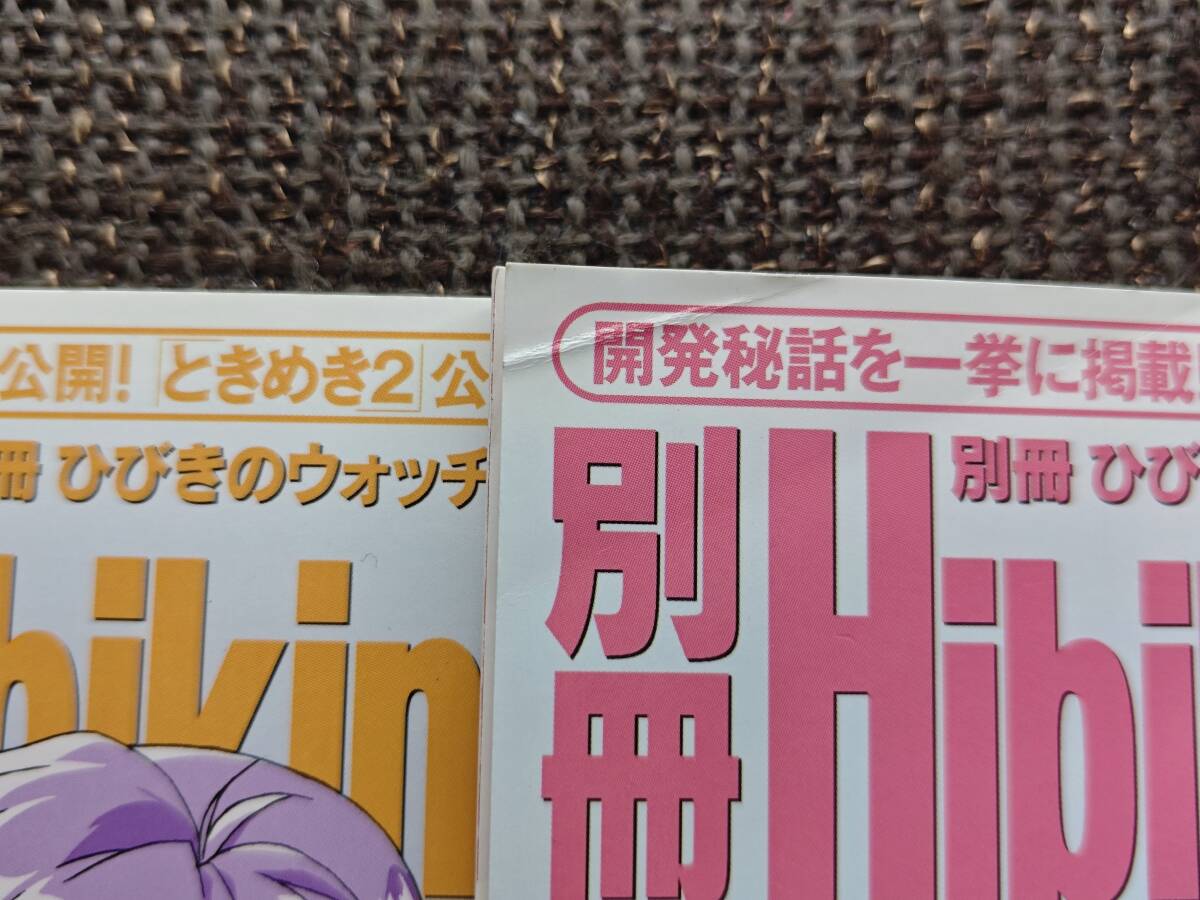 公開！「ときめき2」公
冊 ひびきのウォッチ
bikin
開発秘話を一挙に掲載
別冊
別冊 ひび
Hibi